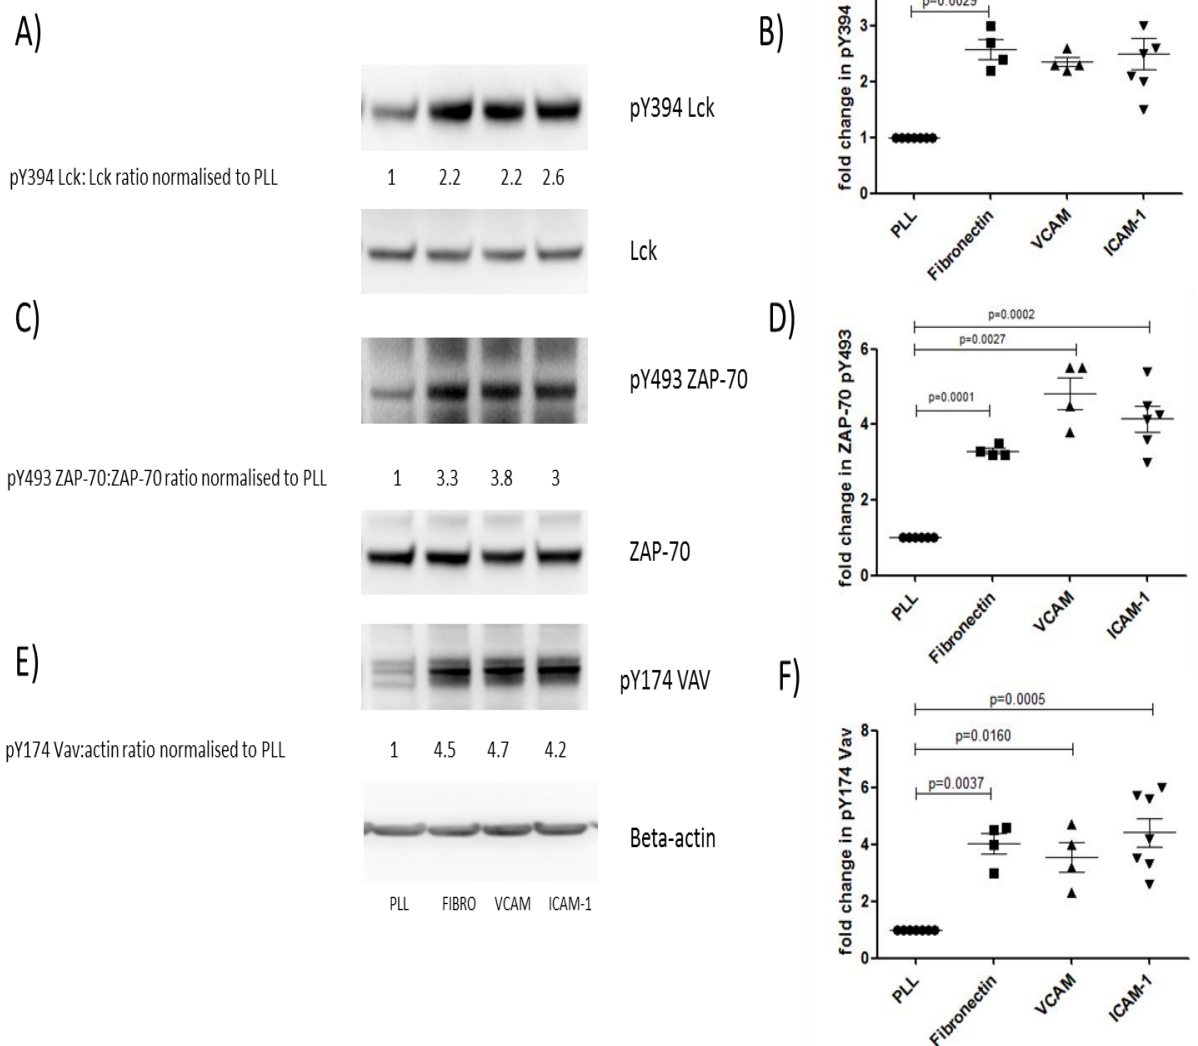 A)
pY394 Lck
pY394 Lck: Lck ratio normalised to PLL 1 2.2 2.2 2.6
Lck
C)
pY493 ZAP-70
pY493 ZAP-70:ZAP-70 ratio normalised to PLL 1 3.3 3.8 3
ZAP-70
E)
pY174 VAV
pY174 Vav:actin ratio normalised to PLL 1 4.5 4.7 4.2
Beta-actin
PLL FIBRO VCAM ICAM-1
B)
p=0.0029
fold change in pY394
3
2
1
0
PLL Fibronectin VCAM ICAM-1
D)
p=0.0002
p=0.0027
p=0.0001
fold change in ZAP-70 pY493
6
4
2
0
PLL Fibronectin VCAM ICAM-1
F)
p=0.0005
p=0.0160
p=0.0037
fold change in pY174 Vav
8
6
4
2
0
PLL Fibronectin VCAM ICAM-1